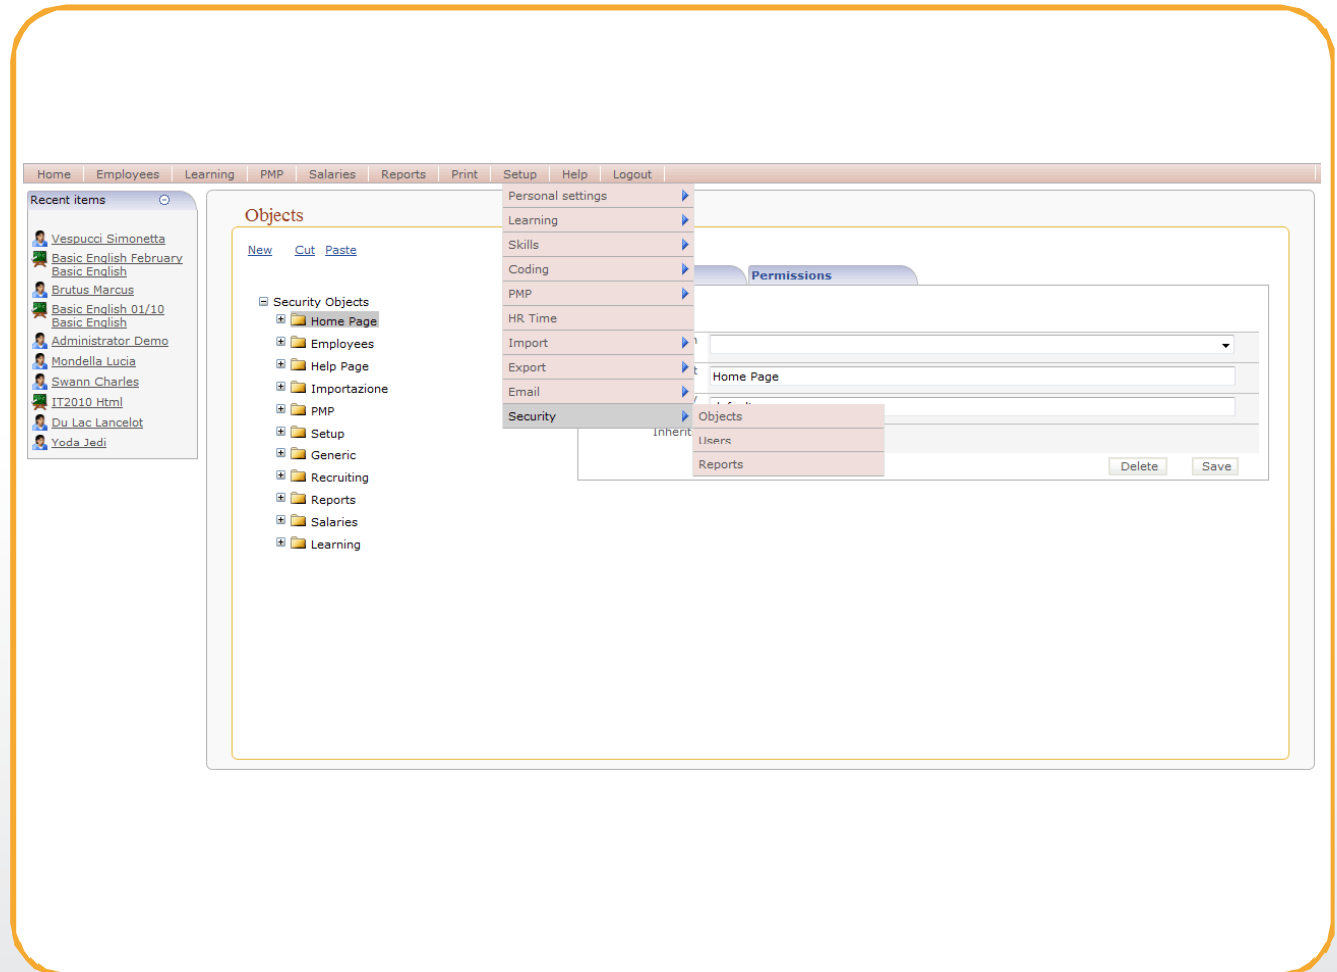 Home Employees Learning PMP Salaries Reports Print Setup Help Logout
Recent items
Vespucci Simonetta
Basic English February
Basic English
Brutus Marcus
Basic English 01/10
Basic English
Administrator Demo
Mondella Lucia
Swann Charles
IT2010 Html
Du Lac Lancelot
Yoda Jedi
Objects
New Cut Paste
Security Objects
Home Page
Employees
Help Page
Importazione
PMP
Setup
Generic
Recruiting
Reports
Salaries
Learning
Personal settings
Learning
Skills
Coding
PMP
HR Time
Import
Export
Email
Security
Objects
Users
Reports
Permissions
Home Page
Inherit
Delete Save